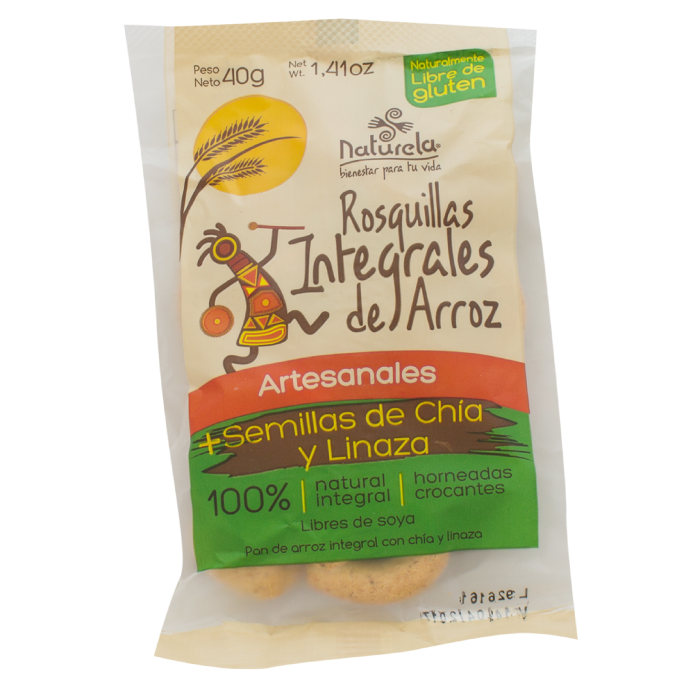 Peso Neto 40g
Net Wt. 1,41oz
Naturalmente
Libre de
gluten
Naturela
bienestar para tu vida
Rosquillas
Integrales
de Arroz
Artesanales
+Semillas de Chía
y Linaza
100% | natural integral | horneadas crocantes
Libres de soya
Pan de arroz integral con chía y linaza